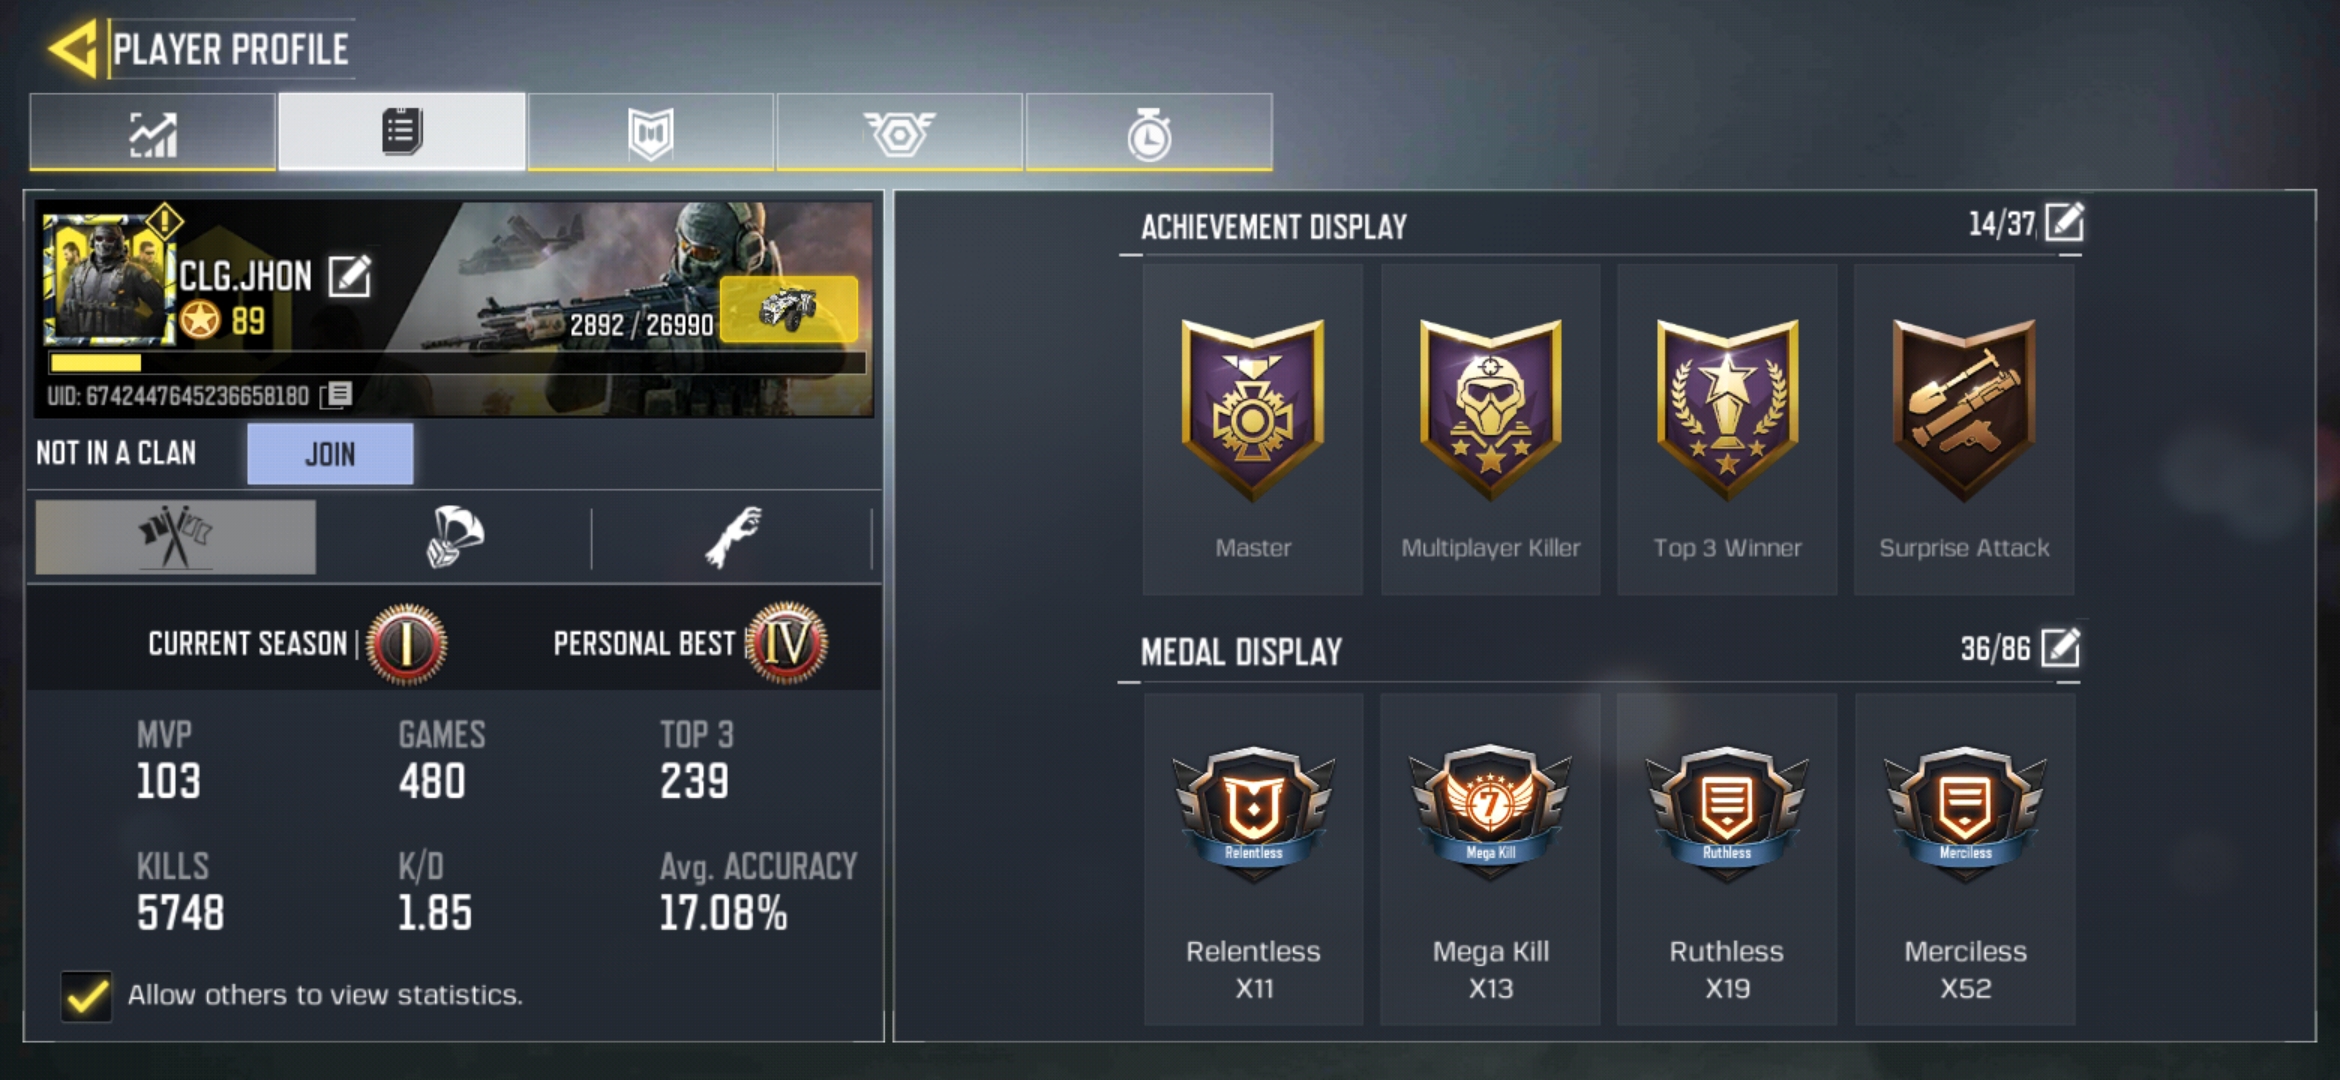 PLAYER PROFILE
CLG.JHON
89
2892 / 26990
UID: 6742447645236658180
NOT IN A CLAN
JOIN
CURRENT SEASON | I
PERSONAL BEST | IV
MVP
103
GAMES
480
TOP 3
239
KILLS
5748
K/D
1.85
Avg. ACCURACY
17.08%
Allow others to view statistics.
ACHIEVEMENT DISPLAY
14/37
Master
Multiplayer Killer
Top 3 Winner
Surprise Attack
MEDAL DISPLAY
36/86
Relentless
7
Mega Kill
Ruthless
Merciless
Relentless
X11
Mega Kill
X13
Ruthless
X19
Merciless
X52